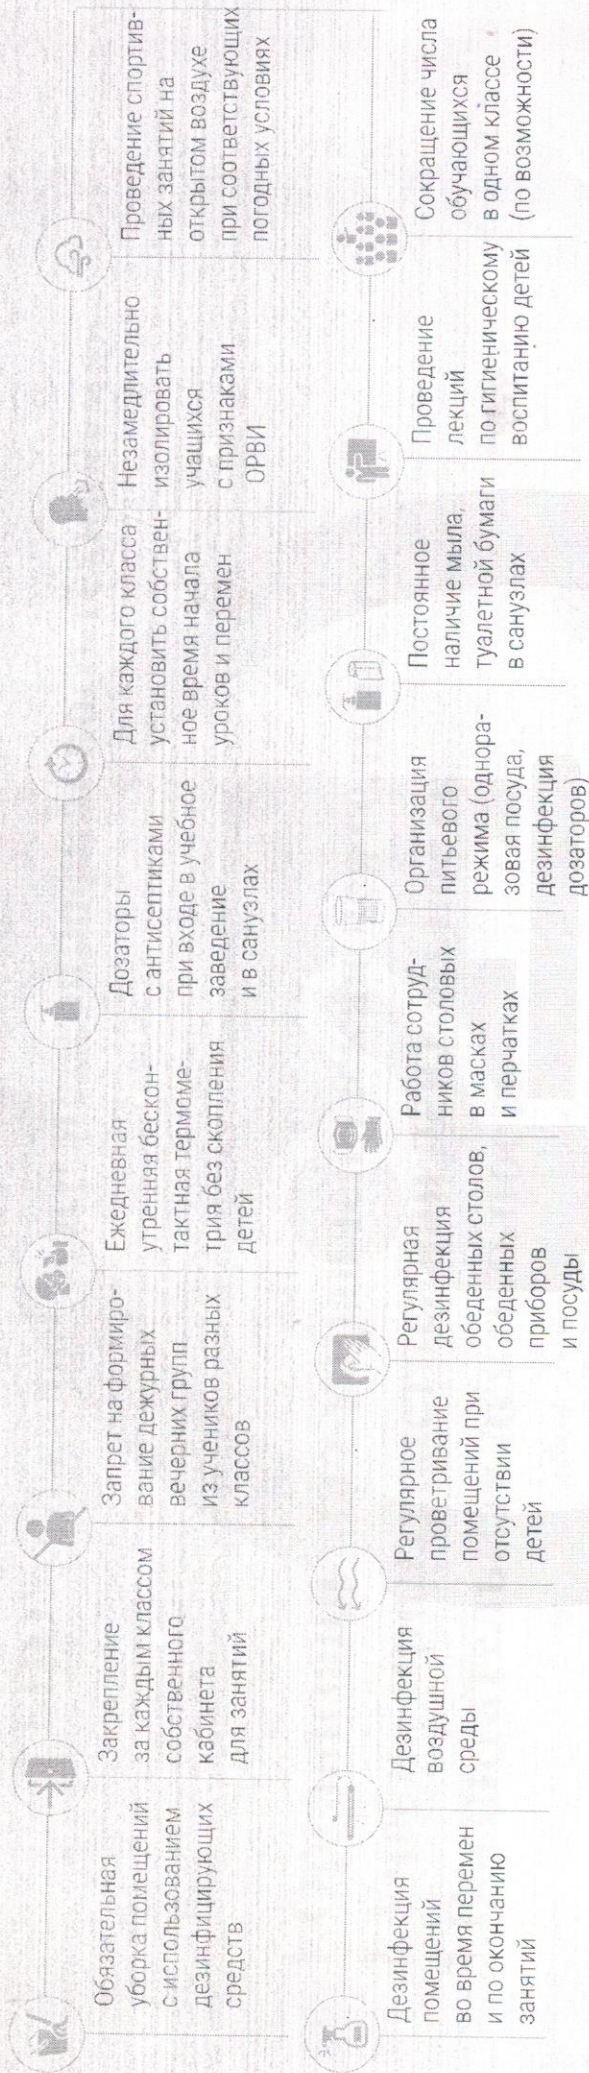 Обязательная
уборка помещений
с использованием
дезинфицирующих
средств
Закрепление
за каждым классом
собственного
кабинета
для занятий
Запрет на формиро-
вание дежурных
вечерних групп
из учеников разных
классов
Ежедневная
утренняя бескон-
тактная термоме-
трия без скопления
детей
Дозаторы
с антисептиками
при входе в учебное
заведение
и в санузлах
Для каждого класса
установить собствен-
ное время начала
уроков и перемен
Незамедлительно
изолировать
учащихся
с признаками
ОРВИ
Проведение спортив-
ных занятий на
открытом воздухе
при соответствующих
погодных условиях
Дезинфекция
помещений
во время перемен
и по окончанию
занятий
Дезинфекция
воздушной
среды
Регулярное
проветривание
помещений при
отсутствии
детей
Регулярная
дезинфекция
обеденных столов,
обеденных
приборов
и посуды
Работа сотруд-
ников столовых
в масках
и перчатках
Организация
питьевого
режима (однора-
зовая посуда,
дезинфекция
дозаторов)
Постоянное
наличие мыла,
туалетной бумаги
в санузлах
Проведение
лекций
по гигиеническому
воспитанию детей
Сокращение числа
обучающихся
в одном классе
(по возможности)